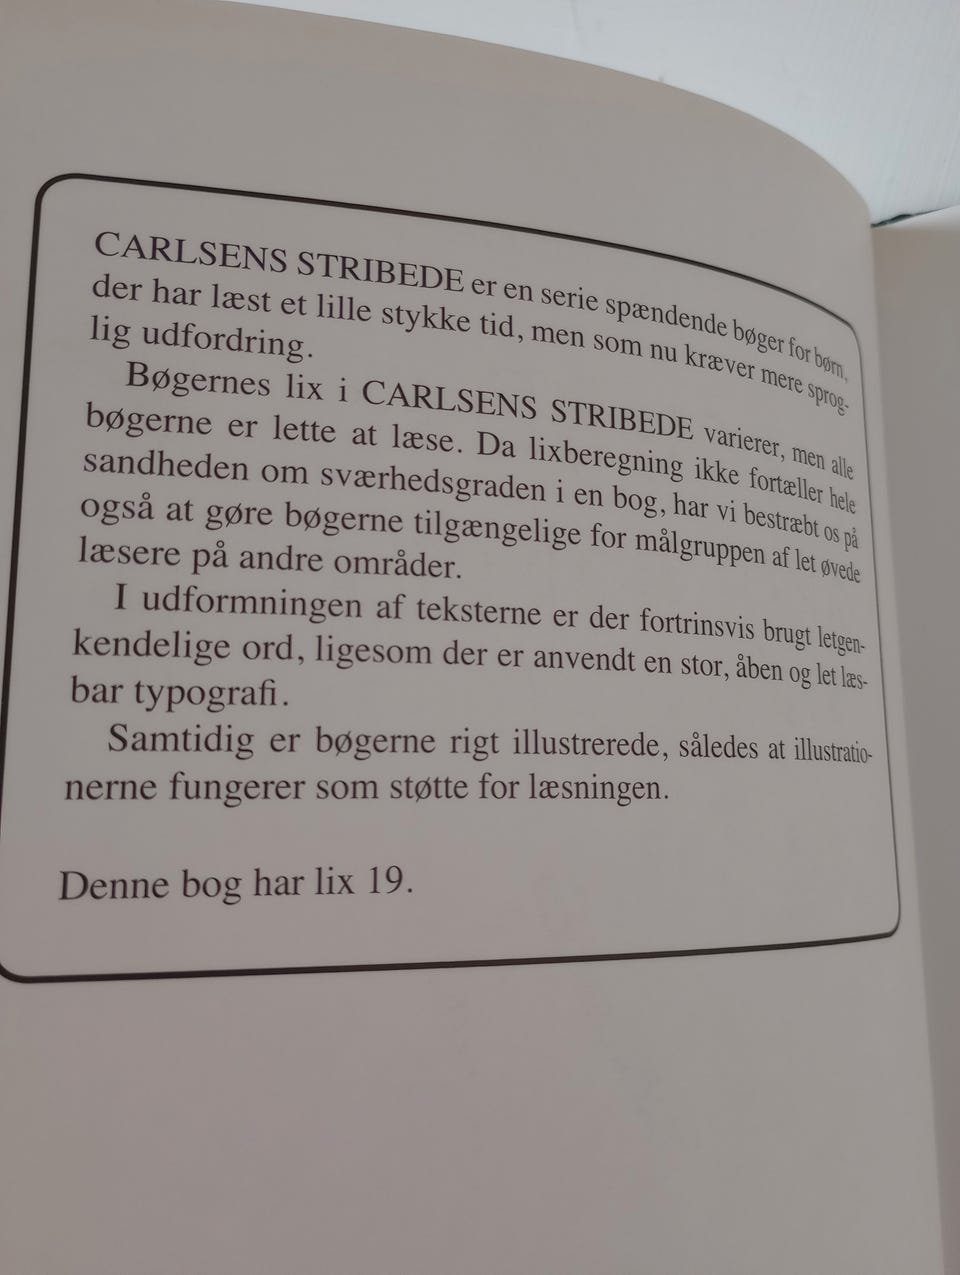 CARLSENS STRIBEDE er en serie spændende bøger for børn,
der har læst et lille stykke tid, men som nu kræver mere sprog-
lig udfordring.
Bøgernes lix i CARLSENS STRIBEDE varierer, men alle
bøgerne er lette at læse. Da lixberegning ikke fortæller hele
sandheden om sværhedsgraden i en bog, har vi bestræbt os på
også at gøre bøgerne tilgængelige for målgruppen af let øvede
læsere på andre områder.
I udformningen af teksterne er der fortrinsvis brugt letgen-
kendelige ord, ligesom der er anvendt en stor, åben og let læs-
bar typografi.
Samtidig er bøgerne rigt illustrerede, således at illustratio-
nerne fungerer som støtte for læsningen.
Denne bog har lix 19.